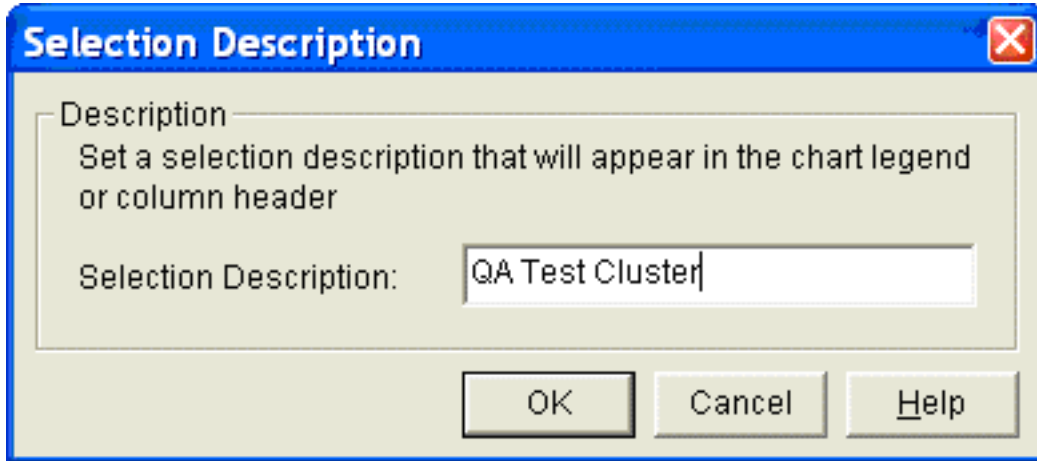 Selection Description
Description
Set a selection description that will appear in the chart legend
or column header
Selection Description:
QA Test Cluster
OK
Cancel
Help